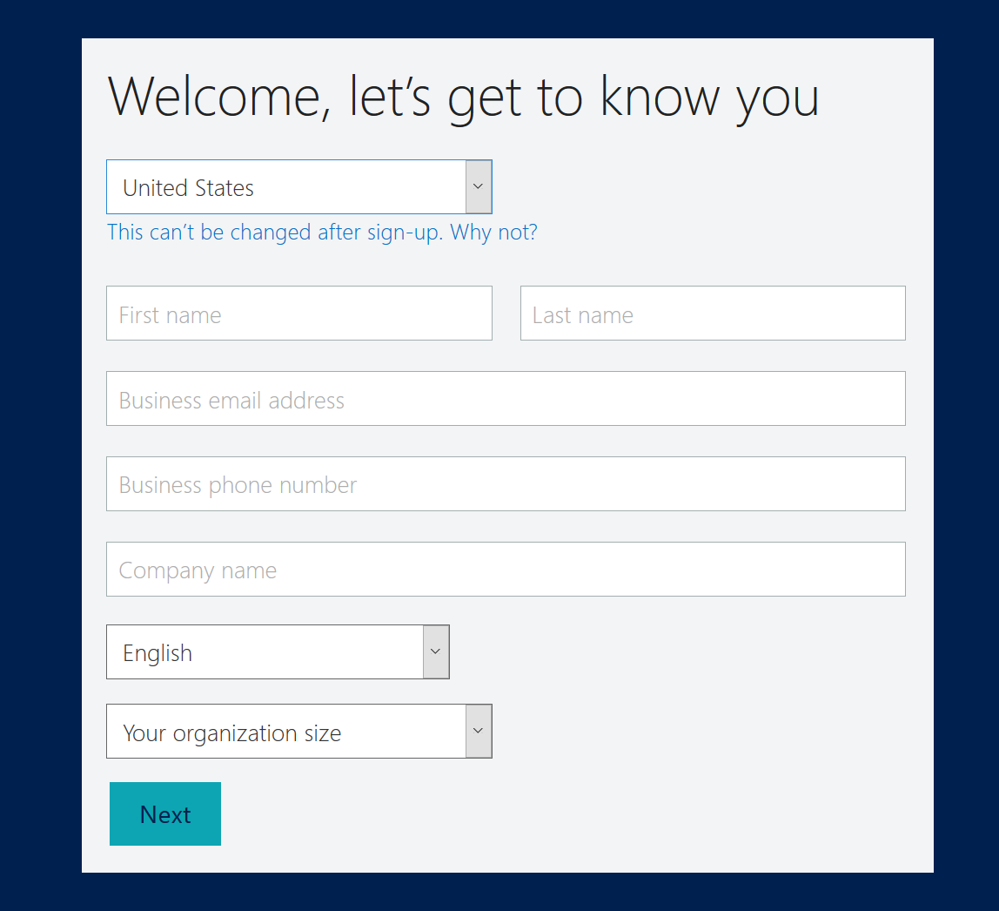 Welcome, let’s get to know you
United States
This can’t be changed after sign-up. Why not?
First name
Last name
Business email address
Business phone number
Company name
English
Your organization size
Next